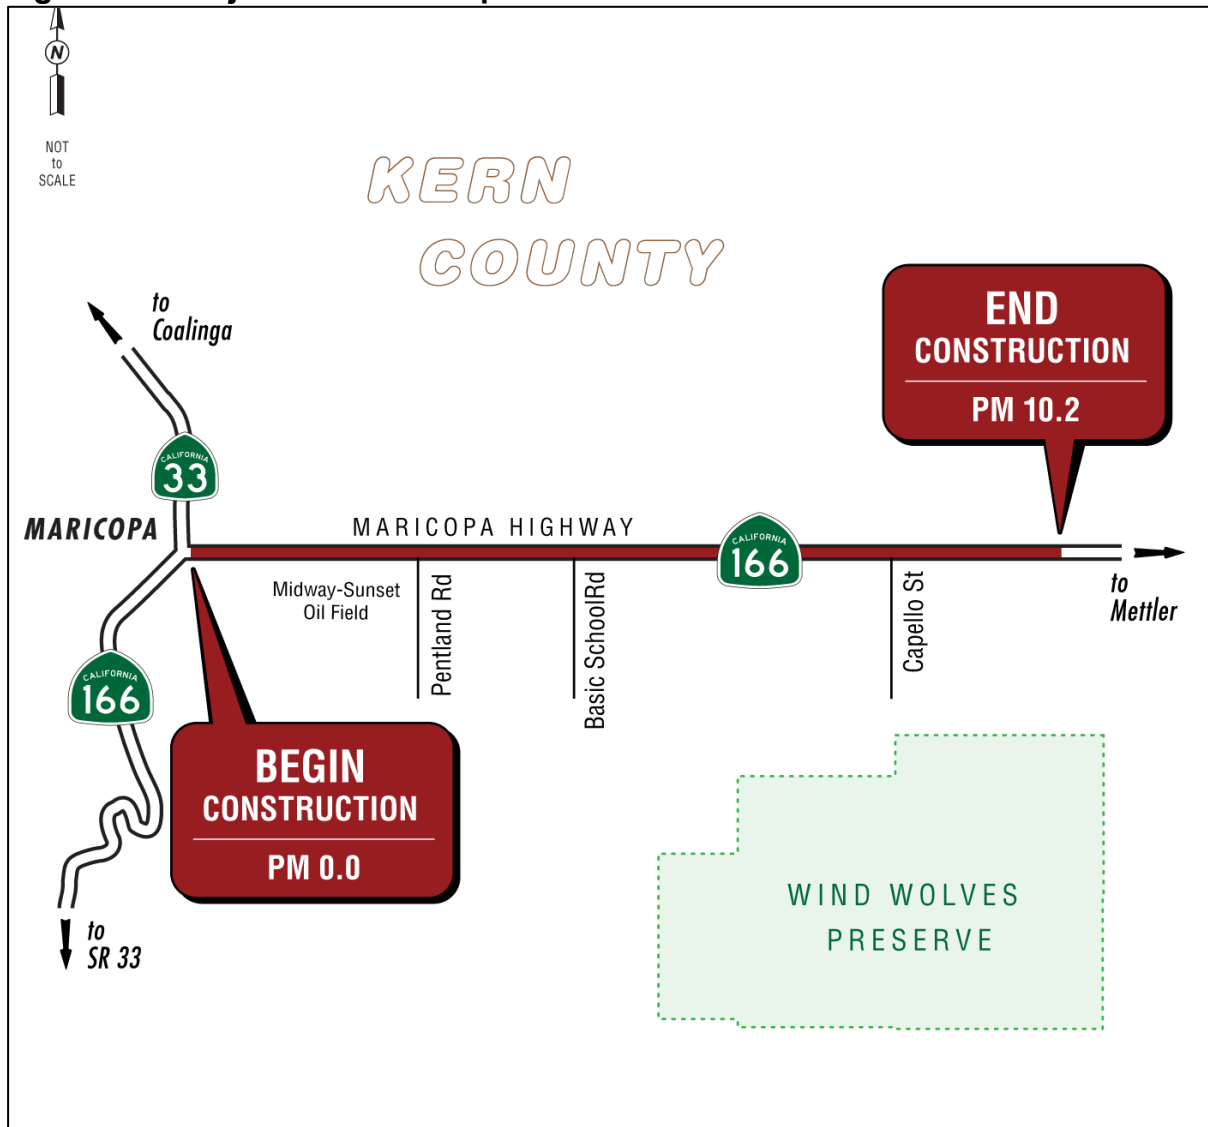 N
NOT
to
SCALE
KERN
COUNTY
to
Coalinga
END
CONSTRUCTION
PM 10.2
CALIFORNIA
33
MARICOPA
MARICOPA HIGHWAY
CALIFORNIA
166
to
Mettler
Midway-Sunset
Oil Field
Pentland Rd
Basic SchoolRd
Capello St
CALIFORNIA
166
BEGIN
CONSTRUCTION
PM 0.0
WIND WOLVES
PRESERVE
to
SR 33